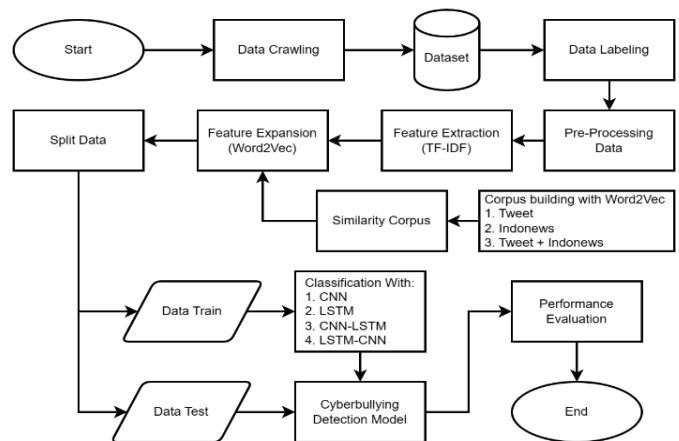 Start
Data Crawling
Dataset
Data Labeling
Split Data
Feature Expansion
(Word2Vec)
Feature Extraction
(TF-IDF)
Pre-Processing
Data
Similarity Corpus
Corpus building with Word2Vec
1. Tweet
2. Indonews
3. Tweet + Indonews
Data Train
Classification With:
1. CNN
2. LSTM
3. CNN-LSTM
4. LSTM-CNN
Performance
Evaluation
Data Test
Cyberbullying
Detection Model
End